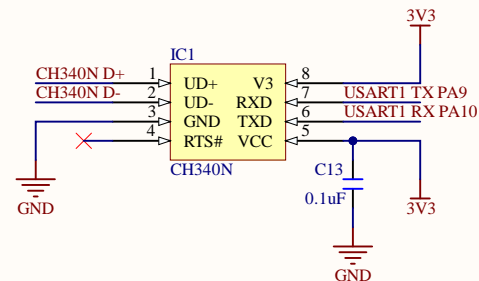 3V3
IC1
CH340N D+ 1 UD+ V3 8
CH340N D- 2 UD- RXD 7 USART1 TX PA9
3 GND TXD 6 USART1 RX PA10
4 RTS# VCC 5
CH340N
C13
0.1uF
3V3
GND
GND